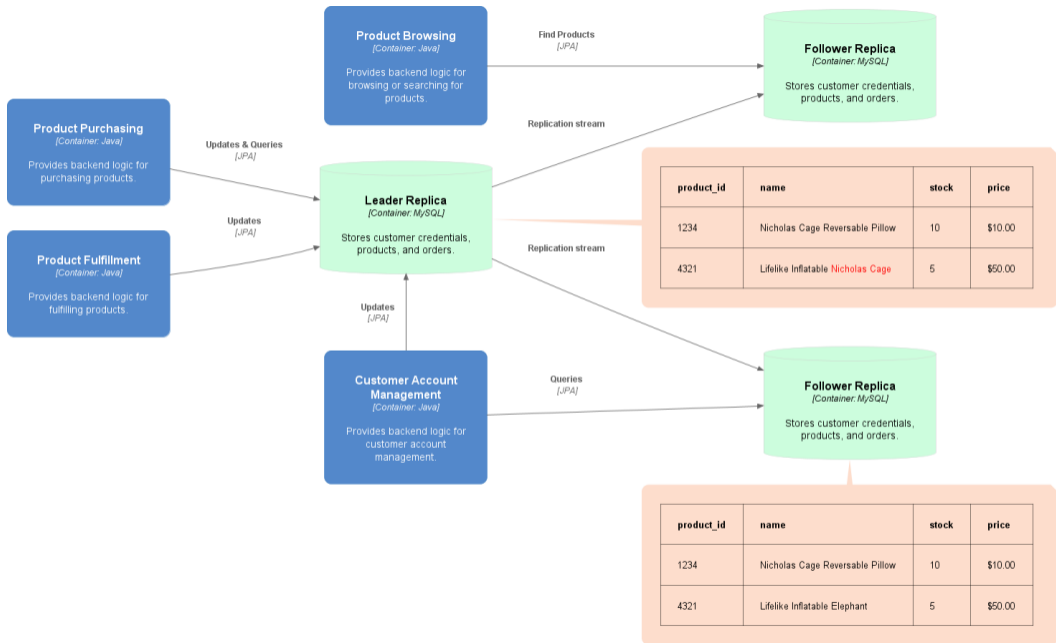 Product Browsing
[Container: Java]
Provides backend logic for
browsing or searching for
products.
Find Products
[JPA]
Follower Replica
[Container: MySQL]
Stores customer credentials,
products, and orders.
Product Purchasing
[Container: Java]
Provides backend logic for
purchasing products.
Updates & Queries
[JPA]
Replication stream
Leader Replica
[Container: MySQL]
Stores customer credentials,
products, and orders.
product_id name stock price
1234 Nicholas Cage Reversable Pillow 10 $10.00
4321 Lifelike Inflatable Nicholas Cage 5 $50.00
Product Fulfillment
[Container: Java]
Provides backend logic for
fulfilling products.
Updates
[JPA]
Replication stream
Updates
[JPA]
Customer Account
Management
[Container: Java]
Provides backend logic for
customer account
management.
Queries
[JPA]
Follower Replica
[Container: MySQL]
Stores customer credentials,
products, and orders.
product_id name stock price
1234 Nicholas Cage Reversable Pillow 10 $10.00
4321 Lifelike Inflatable Elephant 5 $50.00